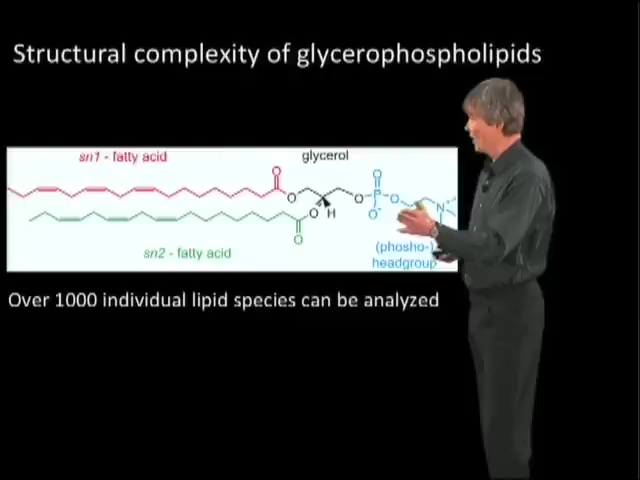 Structural complexity of glycerophospholipids
sn1 - fatty acid
glycerol
O
O
O
P
O
O
O-
N
O
H
O
sn2 - fatty acid
(phosho-)
headgroup
Over 1000 individual lipid species can be analyzed